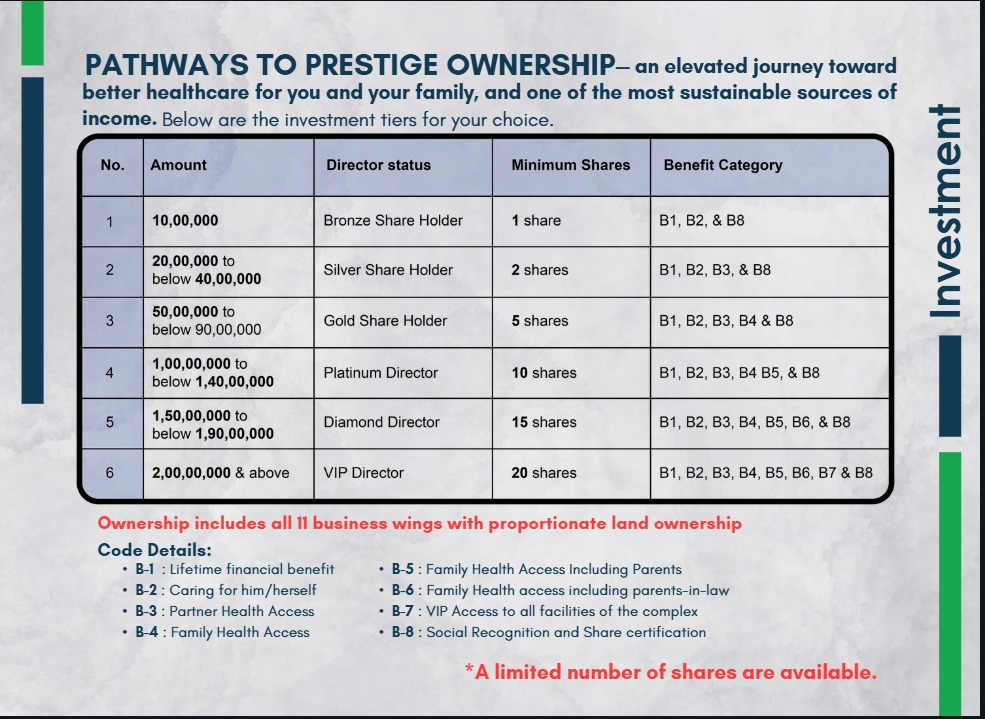 PATHWAYS TO PRESTIGE OWNERSHIP— an elevated journey toward
better healthcare for you and your family, and one of the most sustainable sources of
income. Below are the investment tiers for your choice.
Investment
No. Amount Director status Minimum Shares Benefit Category
1 10,00,000 Bronze Share Holder 1 share B1, B2, & B8
2 20,00,000 to below 40,00,000 Silver Share Holder 2 shares B1, B2, B3, & B8
3 50,00,000 to below 90,00,000 Gold Share Holder 5 shares B1, B2, B3, B4 & B8
4 1,00,00,000 to below 1,40,00,000 Platinum Director 10 shares B1, B2, B3, B4 B5, & B8
5 1,50,00,000 to below 1,90,00,000 Diamond Director 15 shares B1, B2, B3, B4, B5, B6, & B8
6 2,00,00,000 & above VIP Director 20 shares B1, B2, B3, B4, B5, B6, B7 & B8
Ownership includes all 11 business wings with proportionate land ownership
Code Details:
• B-1 : Lifetime financial benefit
• B-2 : Caring for him/herself
• B-3 : Partner Health Access
• B-4 : Family Health Access
• B-5 : Family Health Access Including Parents
• B-6 : Family Health access including parents-in-law
• B-7 : VIP Access to all facilities of the complex
• B-8 : Social Recognition and Share certification
*A limited number of shares are available.